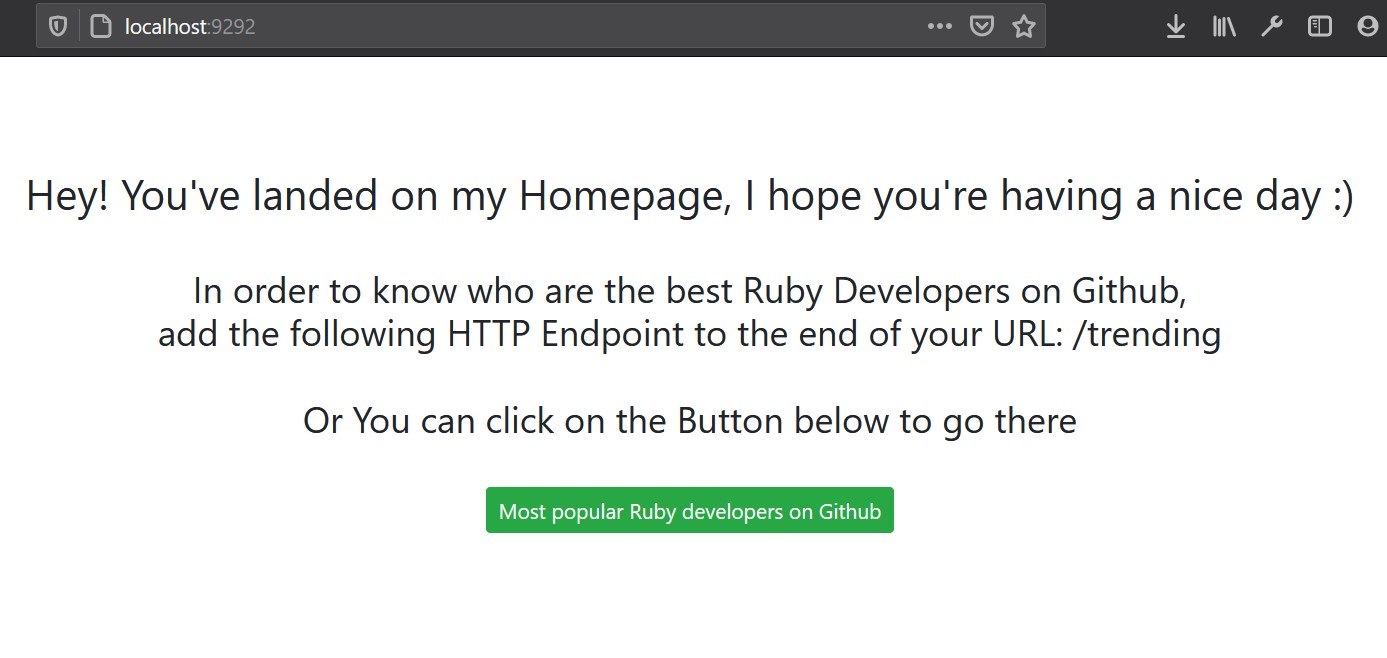 localhost:9292
Hey! You've landed on my Homepage, I hope you're having a nice day :)
In order to know who are the best Ruby Developers on Github,
add the following HTTP Endpoint to the end of your URL: /trending
Or You can click on the Button below to go there
Most popular Ruby developers on Github